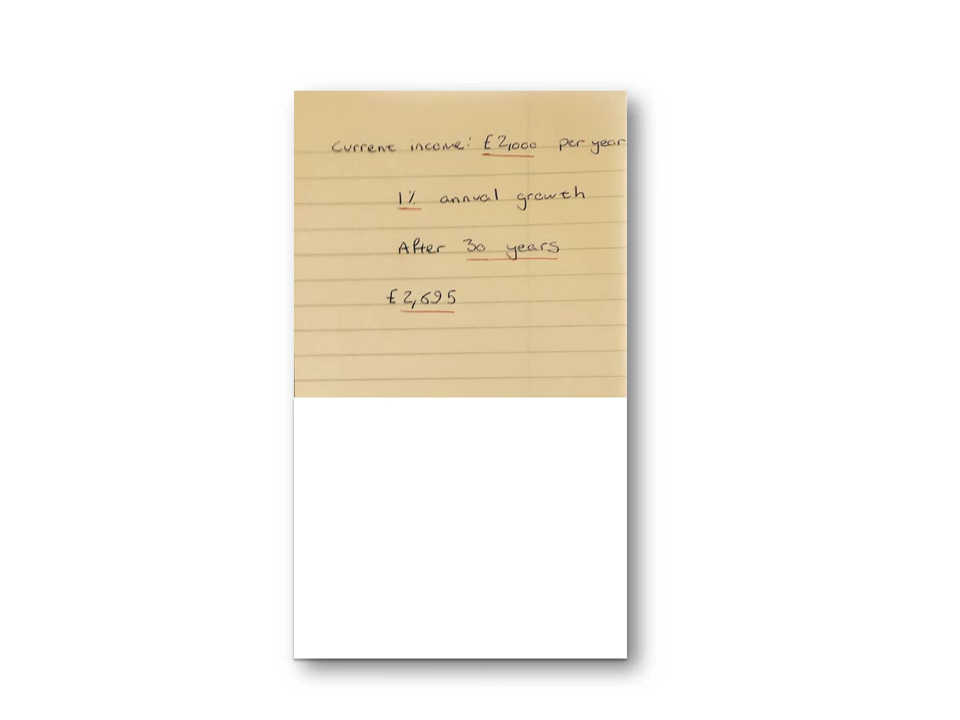 Current income: £2,000 per year
1% annual growth
After 30 years
£2,695